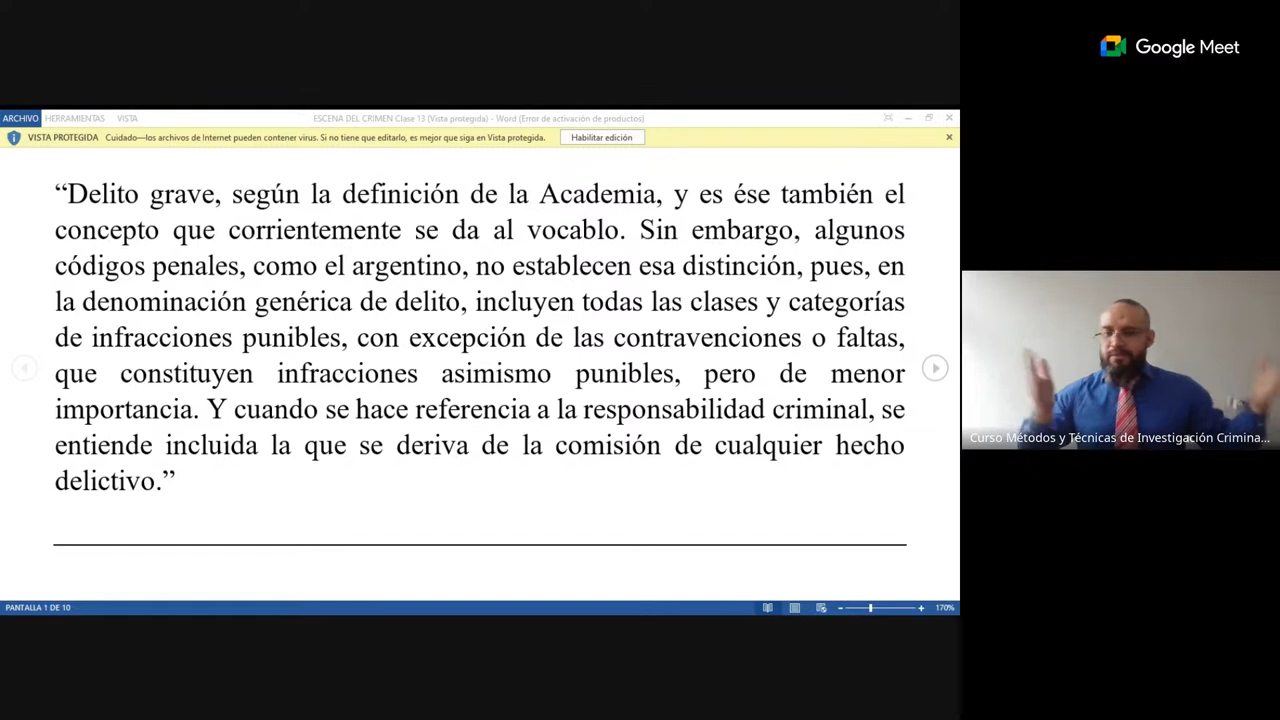 Google Meet
ARCHIVO HERRAMIENTAS VISTA ESCENA DEL CRIMEN Clase 13 (Vista protegida) - Word (Error de activación de productos)
VISTA PROTEGIDA Cuidado—los archivos de Internet pueden contener virus. Si no tiene que editarlo, es mejor que siga en Vista protegida. Habilitar edición
“Delito grave, según la definición de la Academia, y es ése también el
concepto que corrientemente se da al vocablo. Sin embargo, algunos
códigos penales, como el argentino, no establecen esa distinción, pues, en
la denominación genérica de delito, incluyen todas las clases y categorías
de infracciones punibles, con excepción de las contravenciones o faltas,
que constituyen infracciones asimismo punibles, pero de menor
importancia. Y cuando se hace referencia a la responsabilidad criminal, se
entiende incluida la que se deriva de la comisión de cualquier hecho
delictivo.”
Curso Métodos y Técnicas de Investigación Crimina...
PANTALLA 1 DE 10 170%